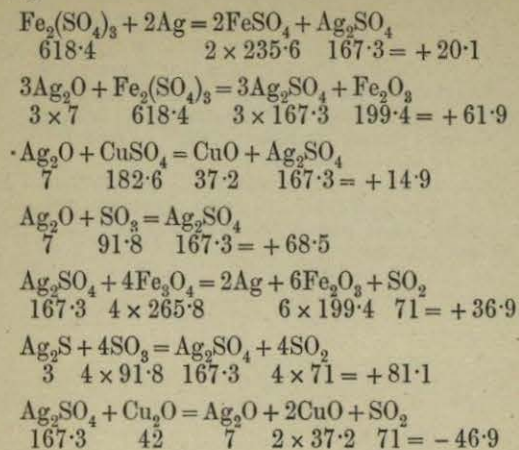 Fe₂(SO₄)₃ + 2Ag = 2FeSO₄ + Ag₂SO₄
618·4 2 × 235·6 167·3 = + 20·1
3Ag₂O + Fe₂(SO₄)₃ = 3Ag₂SO₄ + Fe₂O₃
3 × 7 618·4 3 × 167·3 199·4 = + 61·9
·Ag₂O + CuSO₄ = CuO + Ag₂SO₄
7 182·6 37·2 167·3 = + 14·9
Ag₂O + SO₃ = Ag₂SO₄
7 91·8 167·3 = + 68·5
Ag₂SO₄ + 4Fe₃O₄ = 2Ag + 6Fe₂O₃ + SO₂
167·3 4 × 265·8 6 × 199·4 71 = + 36·9
Ag₂S + 4SO₃ = Ag₂SO₄ + 4SO₂
3 4 × 91·8 167·3 4 × 71 = + 81·1
Ag₂SO₄ + Cu₂O = Ag₂O + 2CuO + SO₂
167·3 42 7 2 × 37·2 71 = − 46·9